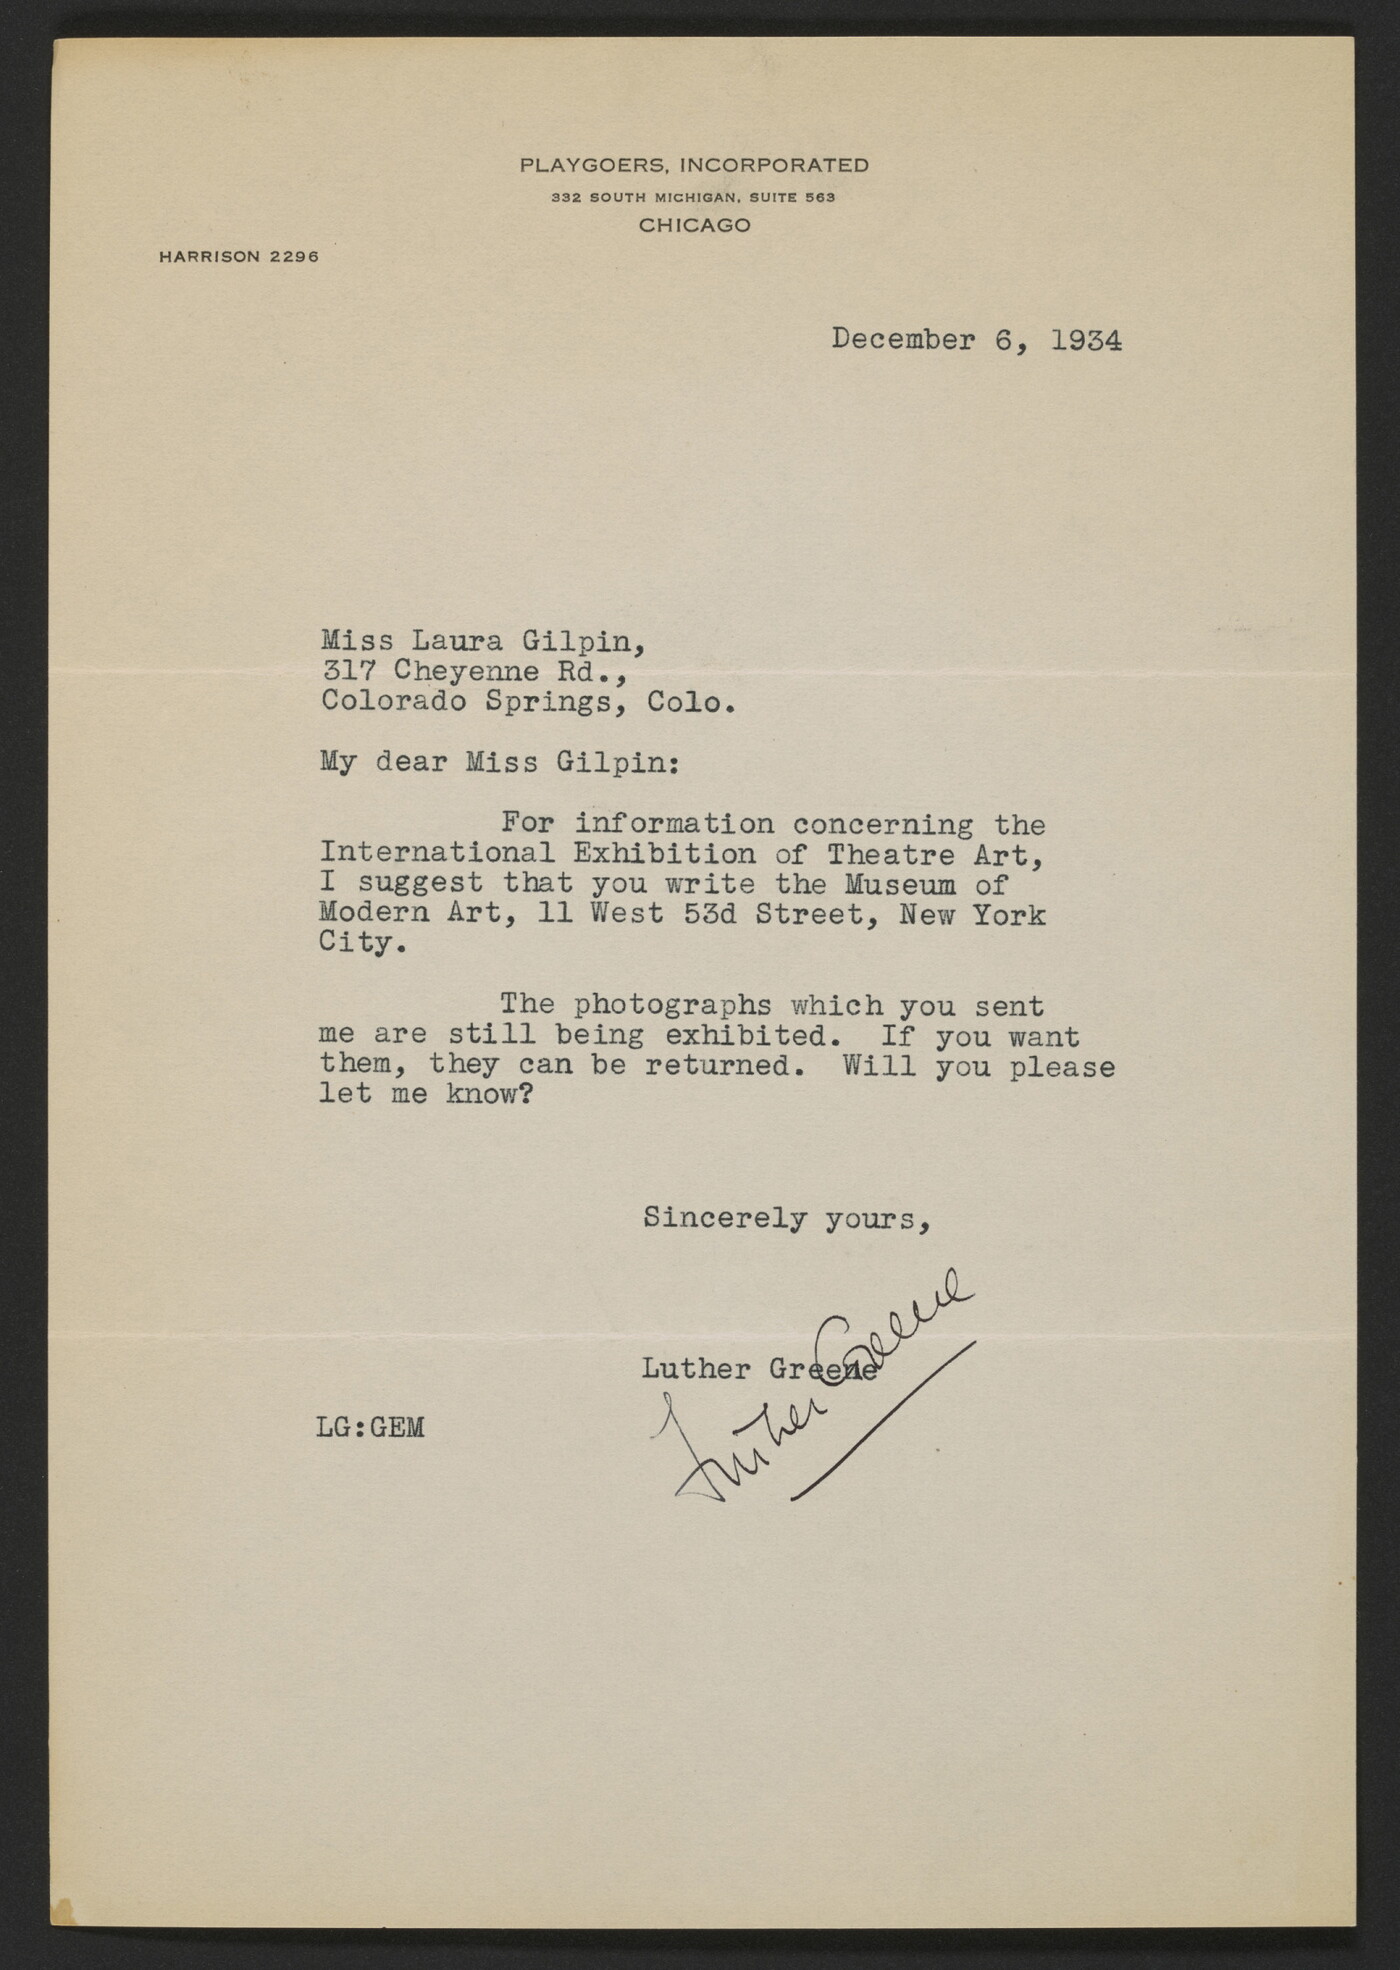 PLAYGOERS, INCORPORATED
332 SOUTH MICHIGAN, SUITE 563
CHICAGO
HARRISON 2296
December 6, 1934
Miss Laura Gilpin,
317 Cheyenne Rd.,
Colorado Springs, Colo.
My dear Miss Gilpin:
For information concerning the
International Exhibition of Theatre Art,
I suggest that you write the Museum of
Modern Art, 11 West 53d Street, New York
City.
The photographs which you sent
me are still being exhibited.  If you want
them, they can be returned.  Will you please
let me know?
Sincerely yours,
Luther Greene
Luther Greene
LG:GEM